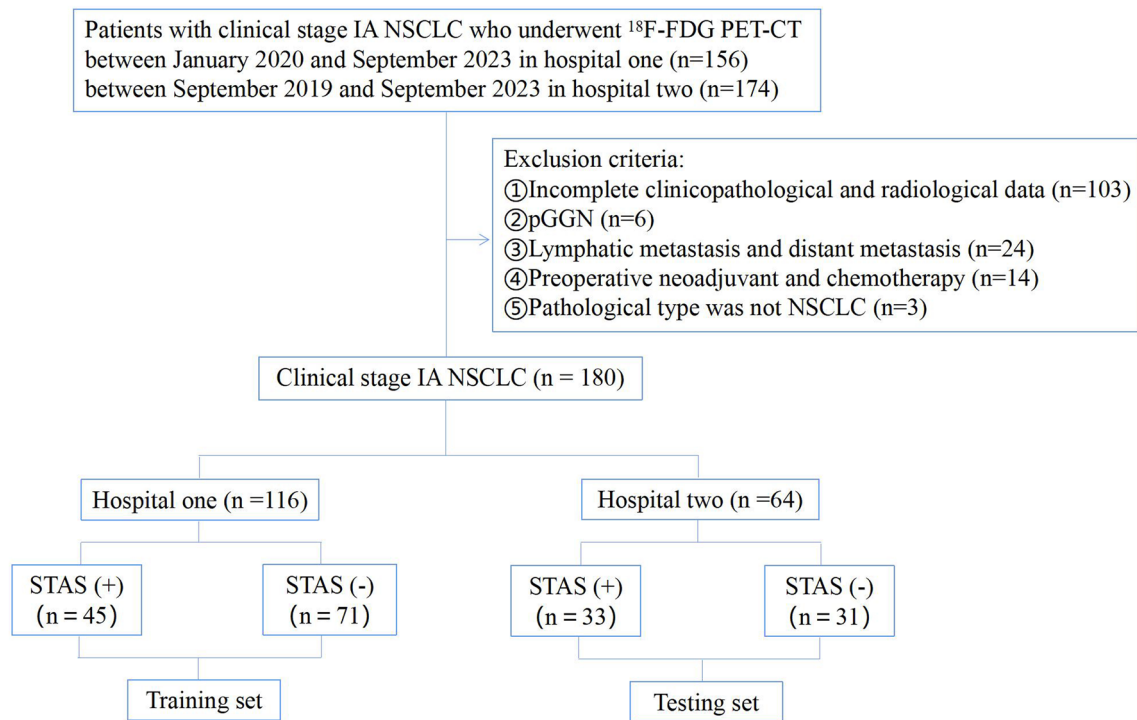 Patients with clinical stage IA NSCLC who underwent ¹⁸F-FDG PET-CT
between January 2020 and September 2023 in hospital one (n=156)
between September 2019 and September 2023 in hospital two (n=174)
Exclusion criteria:
①Incomplete clinicopathological and radiological data (n=103)
②pGGN (n=6)
③Lymphatic metastasis and distant metastasis (n=24)
④Preoperative neoadjuvant and chemotherapy (n=14)
⑤Pathological type was not NSCLC (n=3)
Clinical stage IA NSCLC (n = 180)
Hospital one (n =116)
Hospital two (n =64)
STAS (+)
(n = 45)
STAS (-)
(n = 71)
STAS (+)
(n = 33)
STAS (-)
(n = 31)
Training set
Testing set